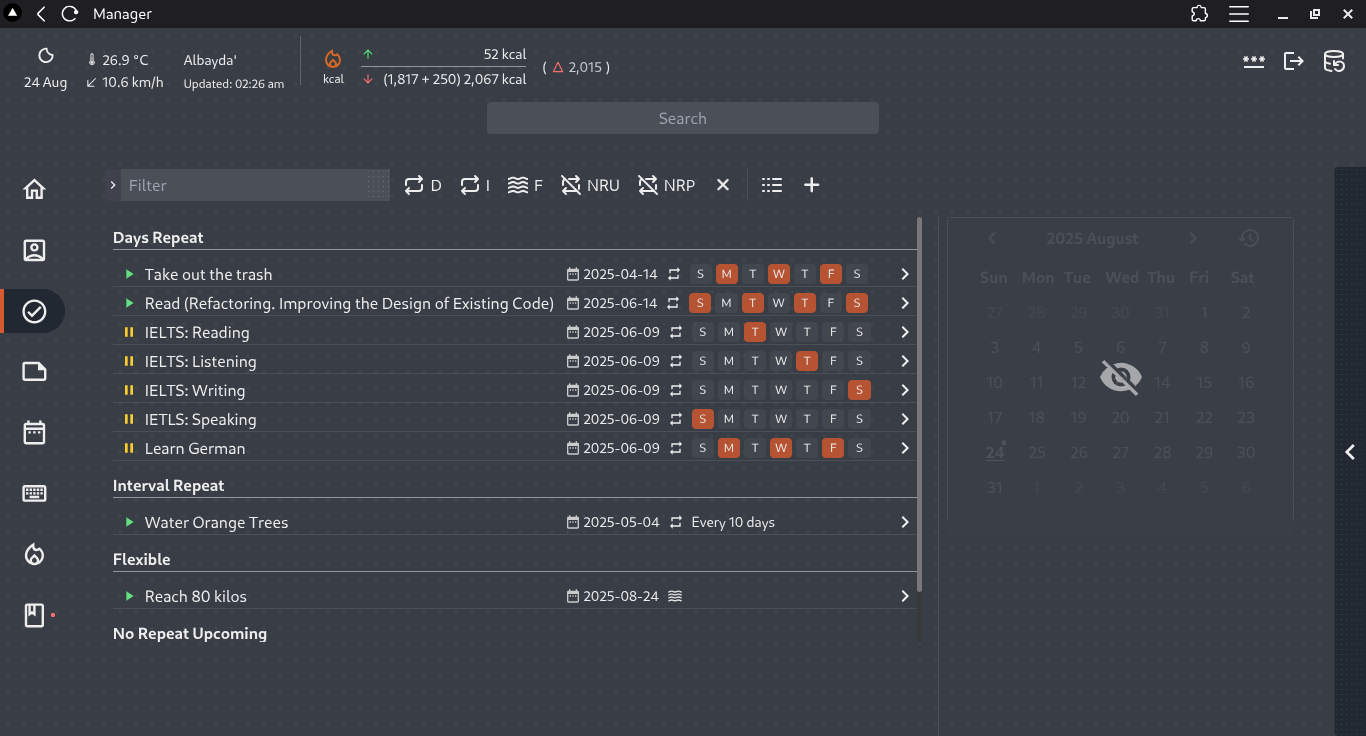 Manager
24 Aug
26.9 °C
10.6 km/h
Albayda'
Updated: 02:26 am
kcal
52 kcal
(1,817 + 250) 2,067 kcal
( △ 2,015 )
***
Search
Filter
D I F NRU NRP
Days Repeat
Take out the trash 2025-04-14 S M T W T F S
Read (Refactoring. Improving the Design of Existing Code) 2025-06-14 S M T W T F S
IELTS: Reading 2025-06-09 S M T W T F S
IELTS: Listening 2025-06-09 S M T W T F S
IELTS: Writing 2025-06-09 S M T W T F S
IETLS: Speaking 2025-06-09 S M T W T F S
Learn German 2025-06-09 S M T W T F S
Interval Repeat
Water Orange Trees 2025-05-04 Every 10 days
Flexible
Reach 80 kilos 2025-08-24
No Repeat Upcoming
2025 August
Sun Mon Tue Wed Thu Fri Sat
27 28 29 30 31 1 2
3 4 5 6 7 8 9
10 11 12 14 15 16
17 18 19 20 21 22 23
24 25 26 27 28 29 30
31 1 2 3 4 5 6